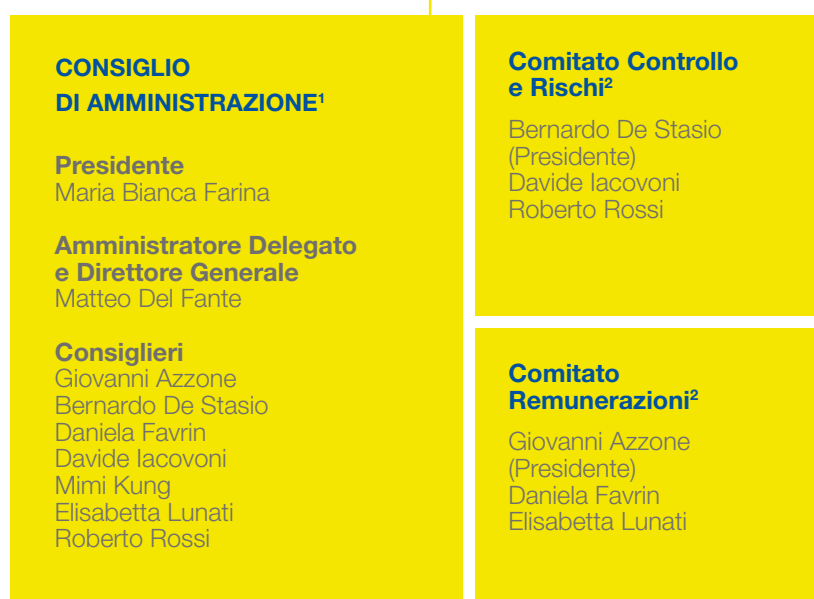 CONSIGLIO
DI AMMINISTRAZIONE¹
Presidente
Maria Bianca Farina
Amministratore Delegato
e Direttore Generale
Matteo Del Fante
Consiglieri
Giovanni Azzone
Bernardo De Stasio
Daniela Favrin
Davide Iacovoni
Mimi Kung
Elisabetta Lunati
Roberto Rossi
Comitato Controllo
e Rischi²
Bernardo De Stasio
(Presidente)
Davide Iacovoni
Roberto Rossi
Comitato
Remunerazioni²
Giovanni Azzone
(Presidente)
Daniela Favrin
Elisabetta Lunati